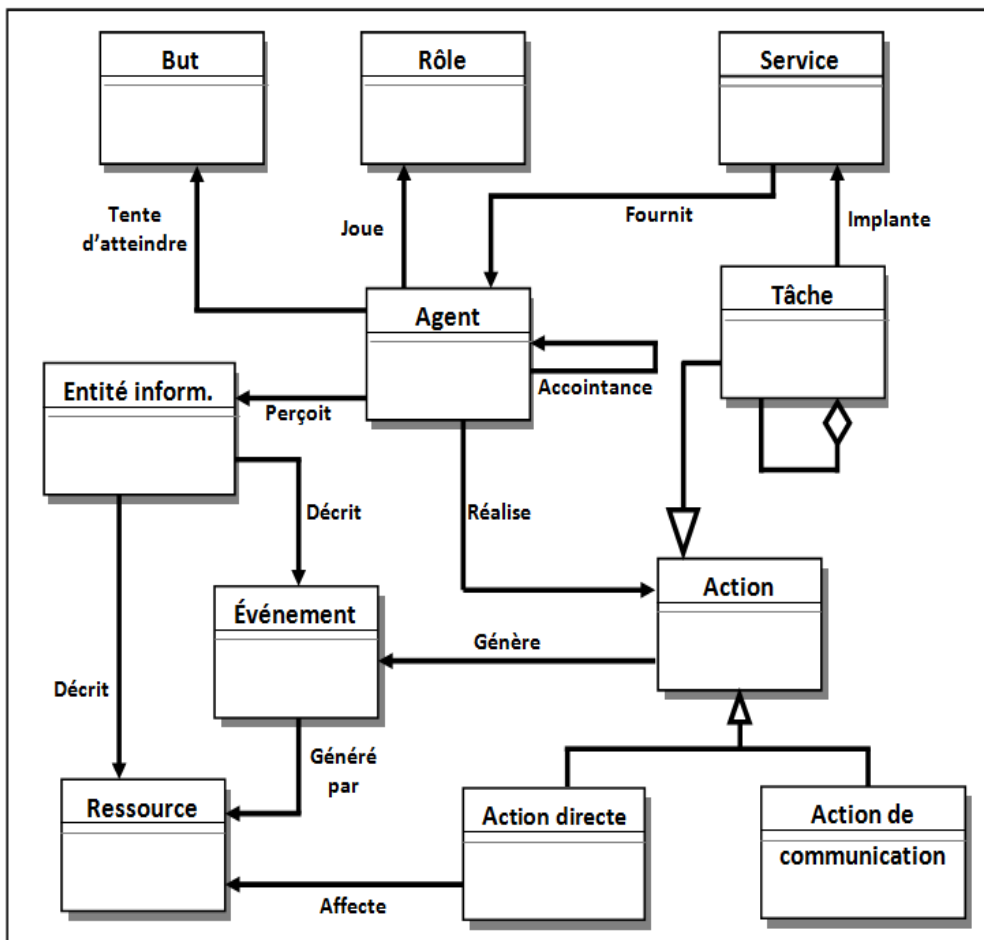 But
Rôle
Service
Tente
d'atteindre
Joue
Fournit
Implante
Agent
Tâche
Entité inform.
Perçoit
Accointance
Décrit
Réalise
Événement
Action
Génère
Décrit
Généré
par
Ressource
Action directe
Action de
communication
Affecte